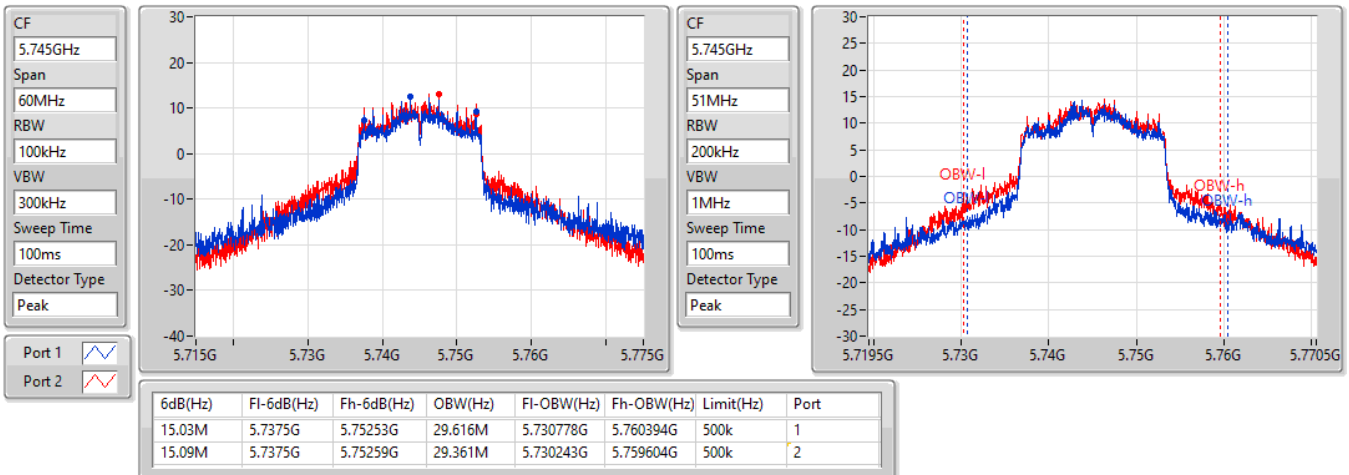 CF
5.745GHz
Span
60MHz
RBW
100kHz
VBW
300kHz
Sweep Time
100ms
Detector Type
Peak
Port 1
Port 2
30
20
10
0
-10
-20
-30
-40
5.715G 5.73G 5.74G 5.75G 5.76G 5.775G
CF
5.745GHz
Span
51MHz
RBW
200kHz
VBW
1MHz
Sweep Time
100ms
Detector Type
Peak
30
25
20
15
10
5
0
-5
-10
-15
-20
-25
-30
OBW-l
OBW-h
OBW-h
5.7195G 5.73G 5.74G 5.75G 5.76G 5.7705G
6dB(Hz) Fl-6dB(Hz) Fh-6dB(Hz) OBW(Hz) Fl-OBW(Hz) Fh-OBW(Hz) Limit(Hz) Port
15.03M 5.7375G 5.75253G 29.616M 5.730778G 5.760394G 500k 1
15.09M 5.7375G 5.75259G 29.361M 5.730243G 5.759604G 500k 2